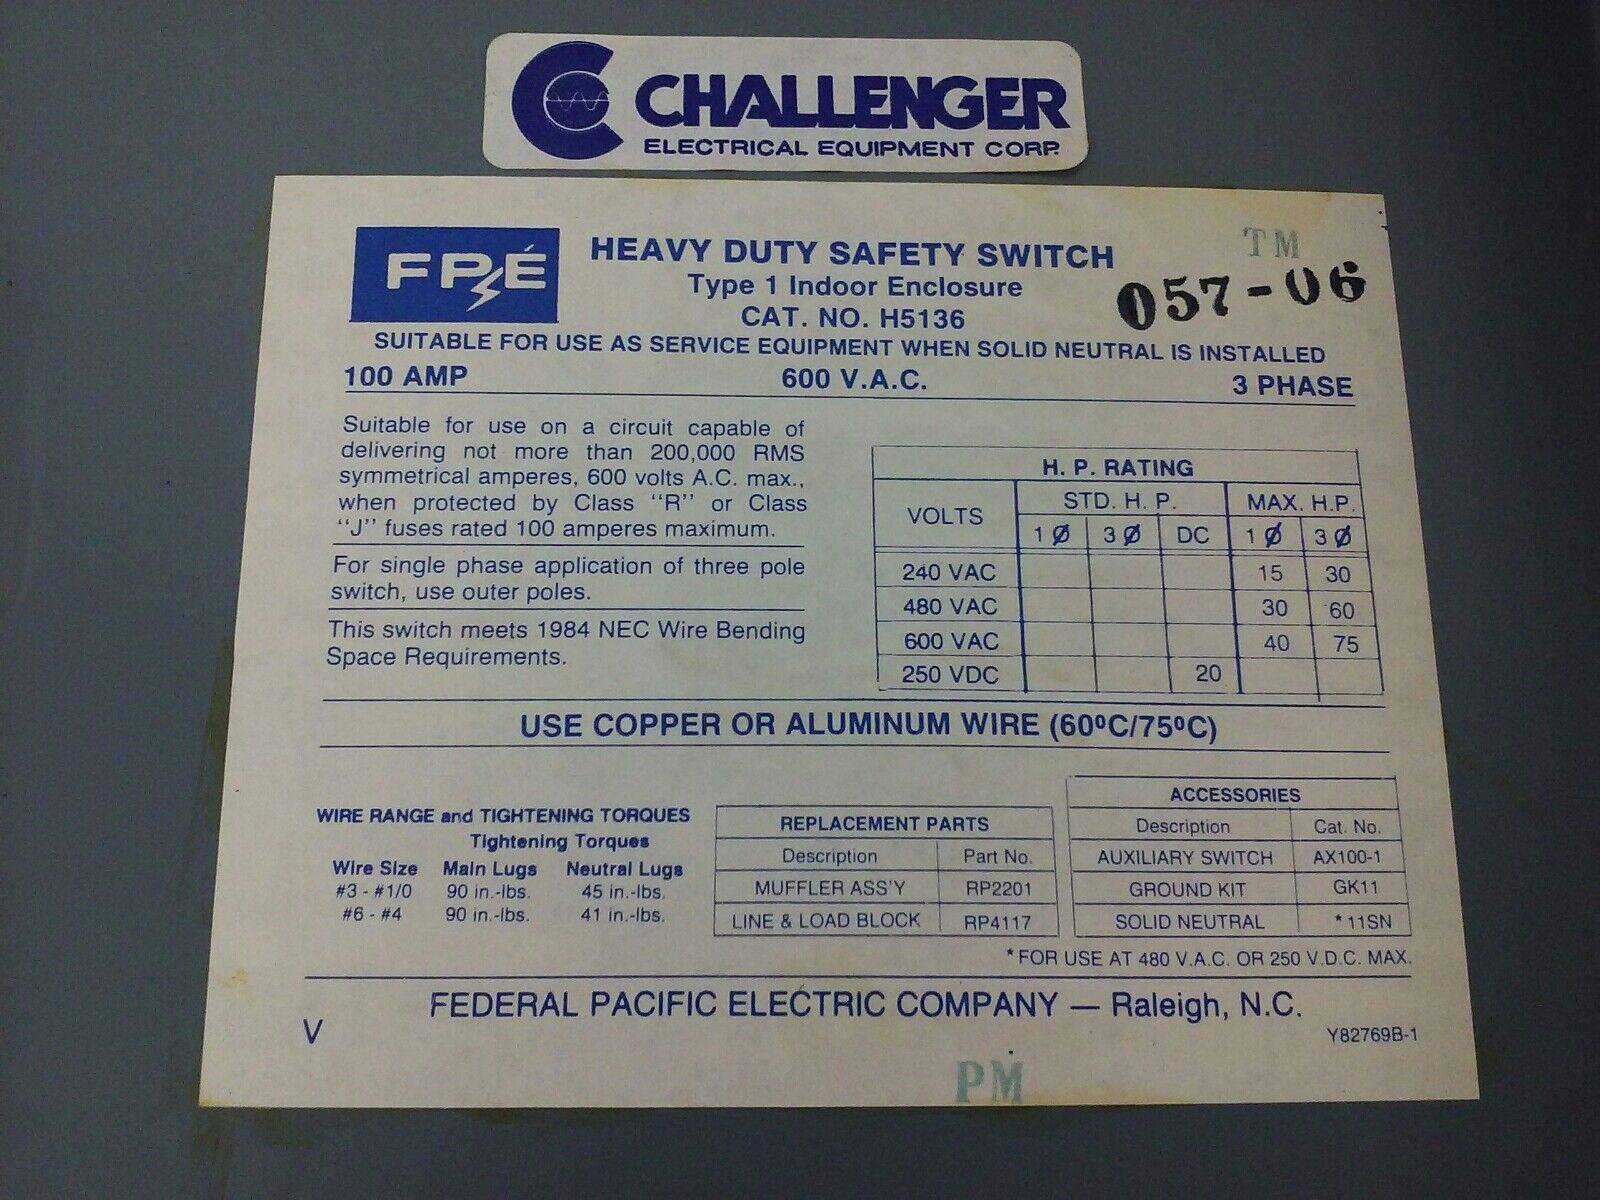 CHALLENGER
ELECTRICAL EQUIPMENT CORP.
FPÉ
HEAVY DUTY SAFETY SWITCH
TM
Type 1 Indoor Enclosure
057-06
CAT. NO. H5136
SUITABLE FOR USE AS SERVICE EQUIPMENT WHEN SOLID NEUTRAL IS INSTALLED
100 AMP 600 V.A.C. 3 PHASE
Suitable for use on a circuit capable of
delivering not more than 200,000 RMS
symmetrical amperes, 600 volts A.C. max.,
when protected by Class "R" or Class
"J" fuses rated 100 amperes maximum.
For single phase application of three pole
switch, use outer poles.
This switch meets 1984 NEC Wire Bending
Space Requirements.
H. P. RATING
VOLTS STD. H. P. MAX. H.P.
1 Ø 3 Ø DC 1 Ø 3 Ø
240 VAC 15 30
480 VAC 30 60
600 VAC 40 75
250 VDC 20
USE COPPER OR ALUMINUM WIRE (60ºC/75ºC)
WIRE RANGE and TIGHTENING TORQUES
Tightening Torques
Wire Size Main Lugs Neutral Lugs
#3 - #1/0 90 in.-lbs. 45 in.-lbs.
#6 - #4 90 in.-lbs. 41 in.-lbs.
REPLACEMENT PARTS
Description Part No.
MUFFLER ASS'Y RP2201
LINE & LOAD BLOCK RP4117
ACCESSORIES
Description Cat. No.
AUXILIARY SWITCH AX100-1
GROUND KIT GK11
SOLID NEUTRAL *11SN
*FOR USE AT 480 V.A.C. OR 250 V.D.C. MAX.
FEDERAL PACIFIC ELECTRIC COMPANY — Raleigh, N.C.
V
Y82769B-1
PM